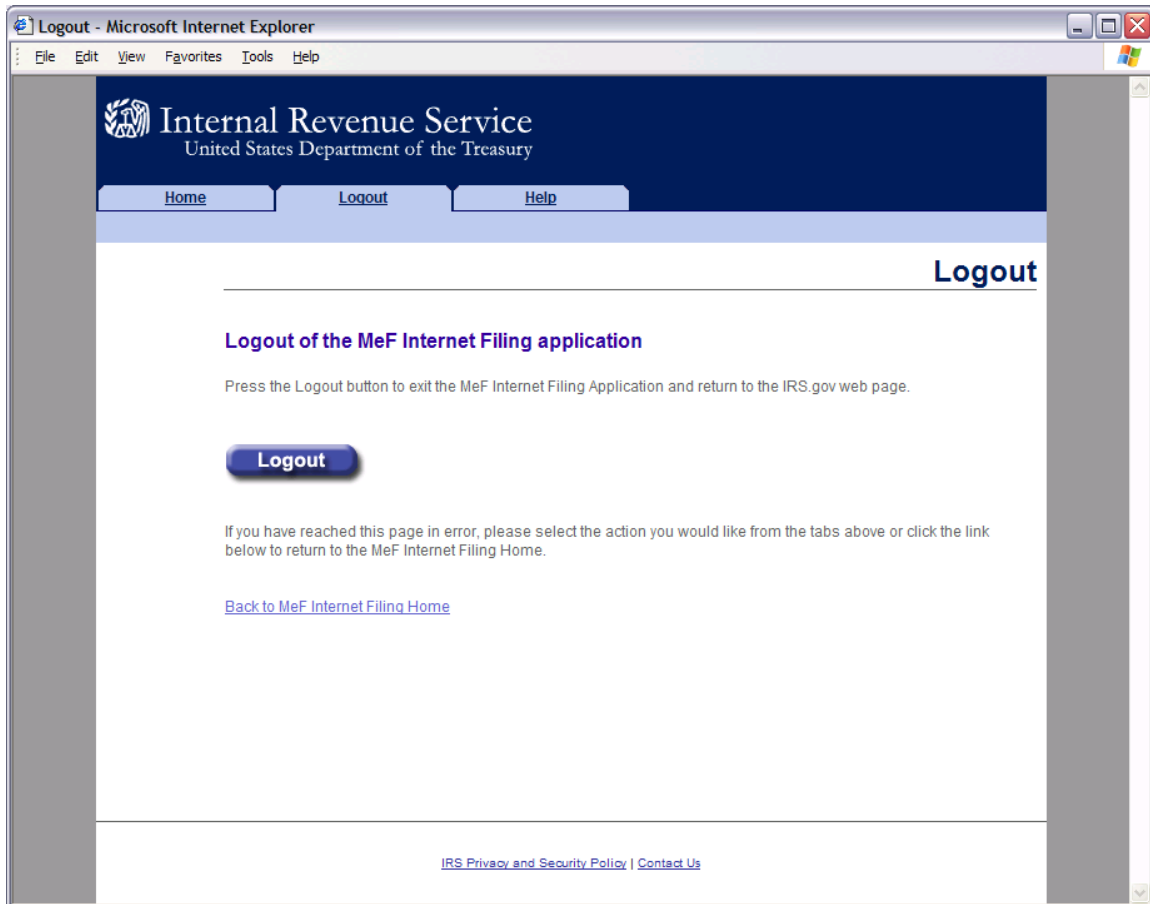 Logout - Microsoft Internet Explorer
File Edit View Favorites Tools Help
Internal Revenue Service
United States Department of the Treasury
Home Logout Help
Logout
Logout of the MeF Internet Filing application
Press the Logout button to exit the MeF Internet Filing Application and return to the IRS.gov web page.
Logout
If you have reached this page in error, please select the action you would like from the tabs above or click the link
below to return to the MeF Internet Filing Home.
Back to MeF Internet Filing Home
IRS Privacy and Security Policy | Contact Us